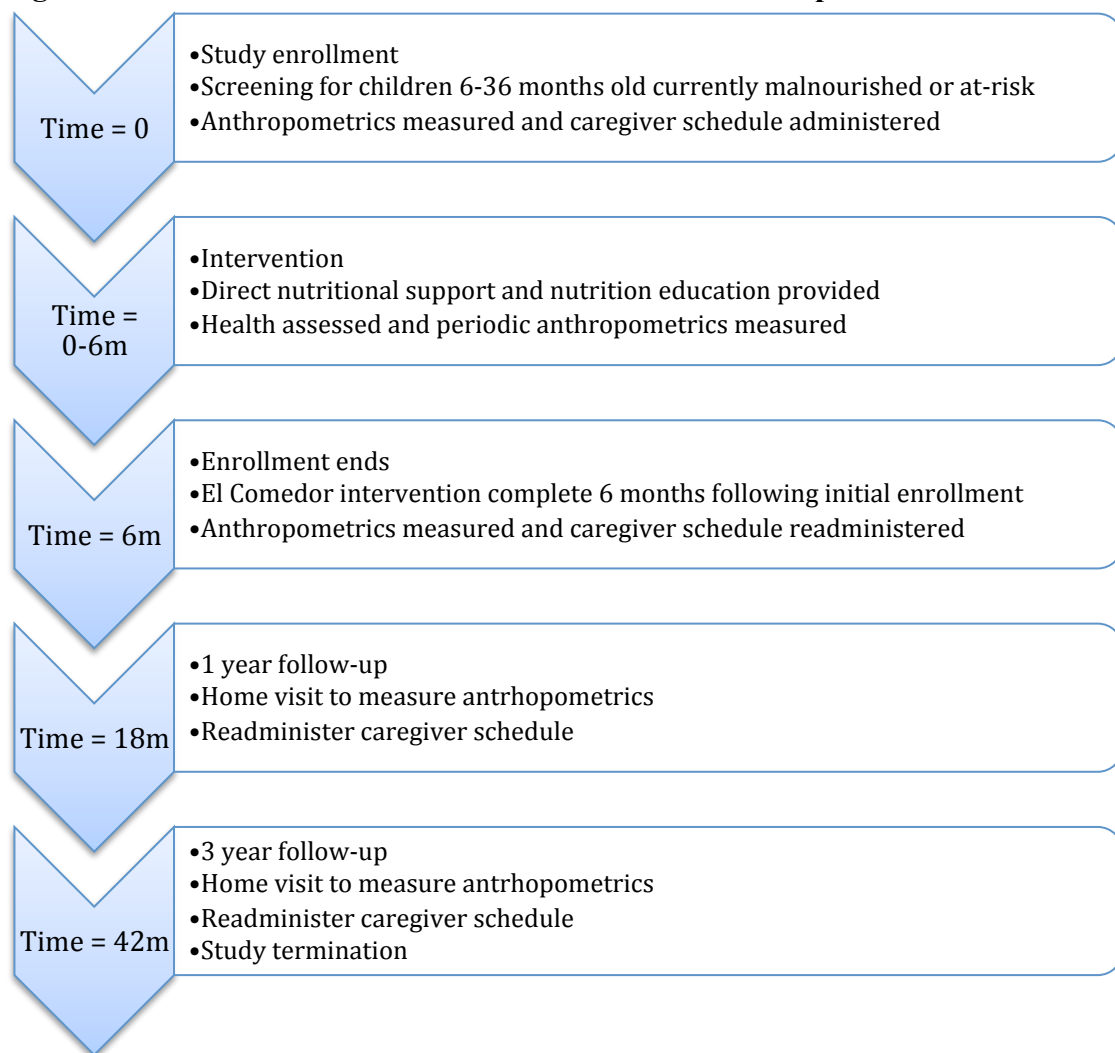 Time = 0
•Study enrollment
•Screening for children 6-36 months old currently malnourished or at-risk
•Anthropometrics measured and caregiver schedule administered
Time =
0-6m
•Intervention
•Direct nutritional support and nutrition education provided
•Health assessed and periodic anthropometrics measured
Time = 6m
•Enrollment ends
•El Comedor intervention complete 6 months following initial enrollment
•Anthropometrics measured and caregiver schedule readministered
Time = 18m
•1 year follow-up
•Home visit to measure antrhopometrics
•Readminister caregiver schedule
Time = 42m
•3 year follow-up
•Home visit to measure antrhopometrics
•Readminister caregiver schedule
•Study termination